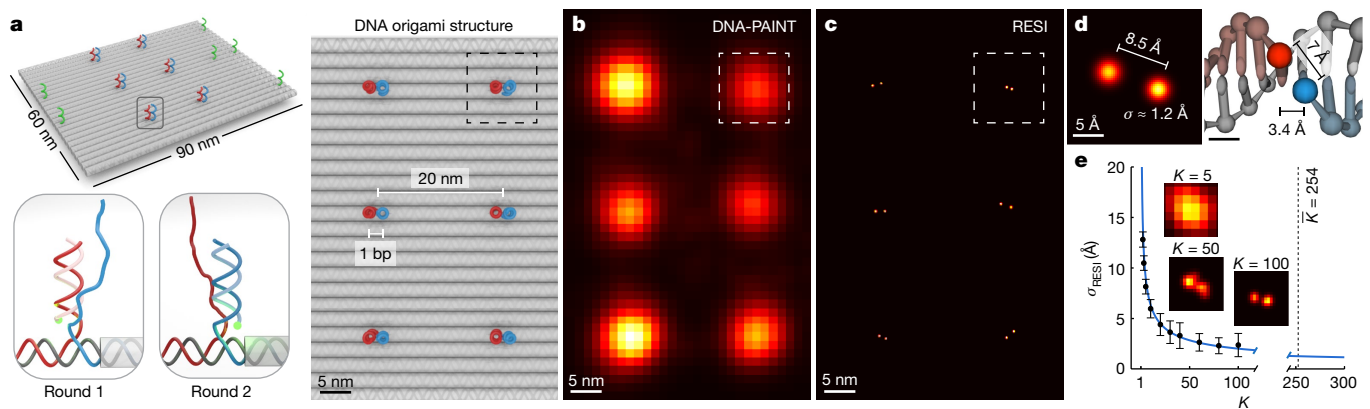 a
60 nm
90 nm
Round 1
Round 2
DNA origami structure
20 nm
1 bp
5 nm
b
DNA-PAINT
5 nm
c
RESI
5 nm
d
8.5 Å
σ ≈ 1.2 Å
5 Å
7 Å
3.4 Å
e
K = 5
K = 50
K = 100
K̅ = 254
σRESI (Å)
20
15
10
5
0
1
50
100
250
300
K